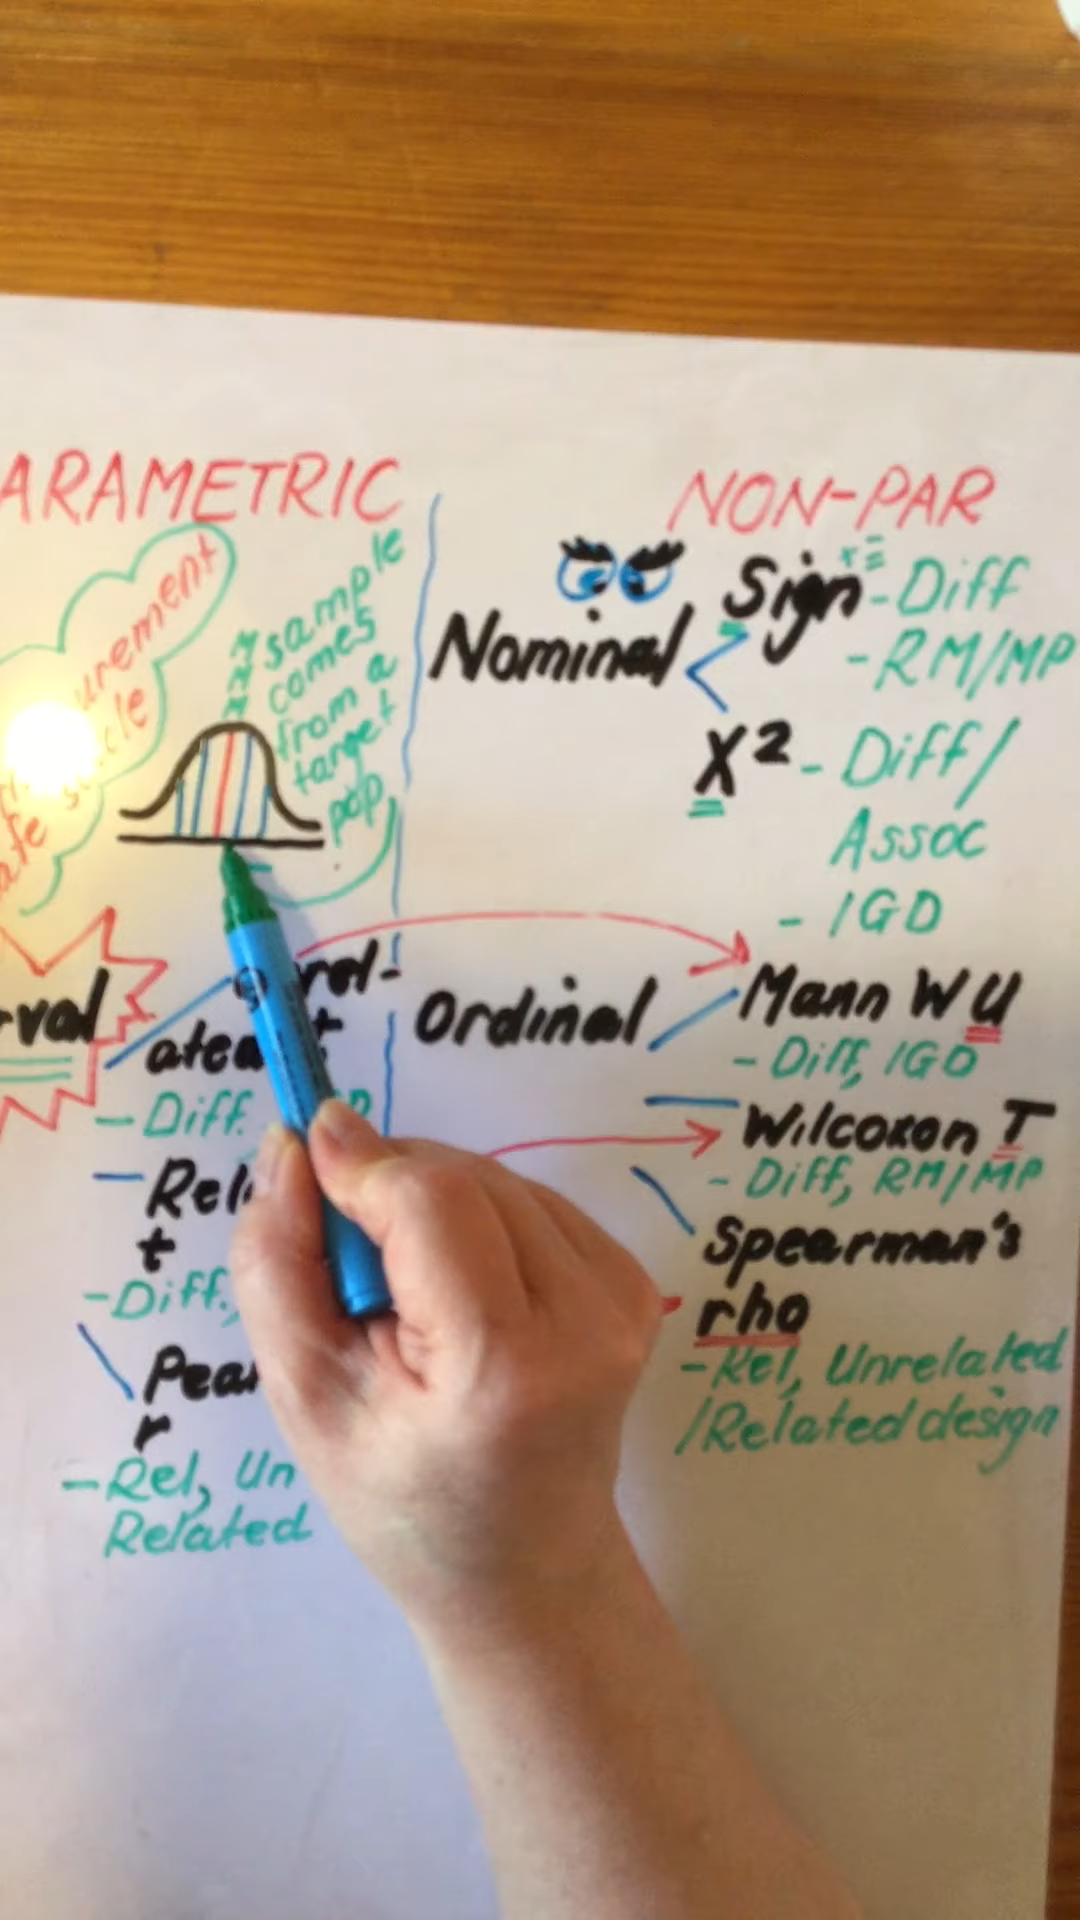 ARAMETRIC
urement
sample
comes
from a
target
pop
M
M
M
rval
rel-
ated t
- Diff.
- Rel
t
- Diff.,
Pear
r
- Rel, Un
Related
NON-PAR
Nominal
Sign - Diff
- RM/MP
X² - Diff/
Assoc
- IGD
Ordinal
Mann W U
- Diff, IGD
Wilcoxon T
- Diff, RM/MP
Spearman's
rho
- Rel, Unrelated
/Related design